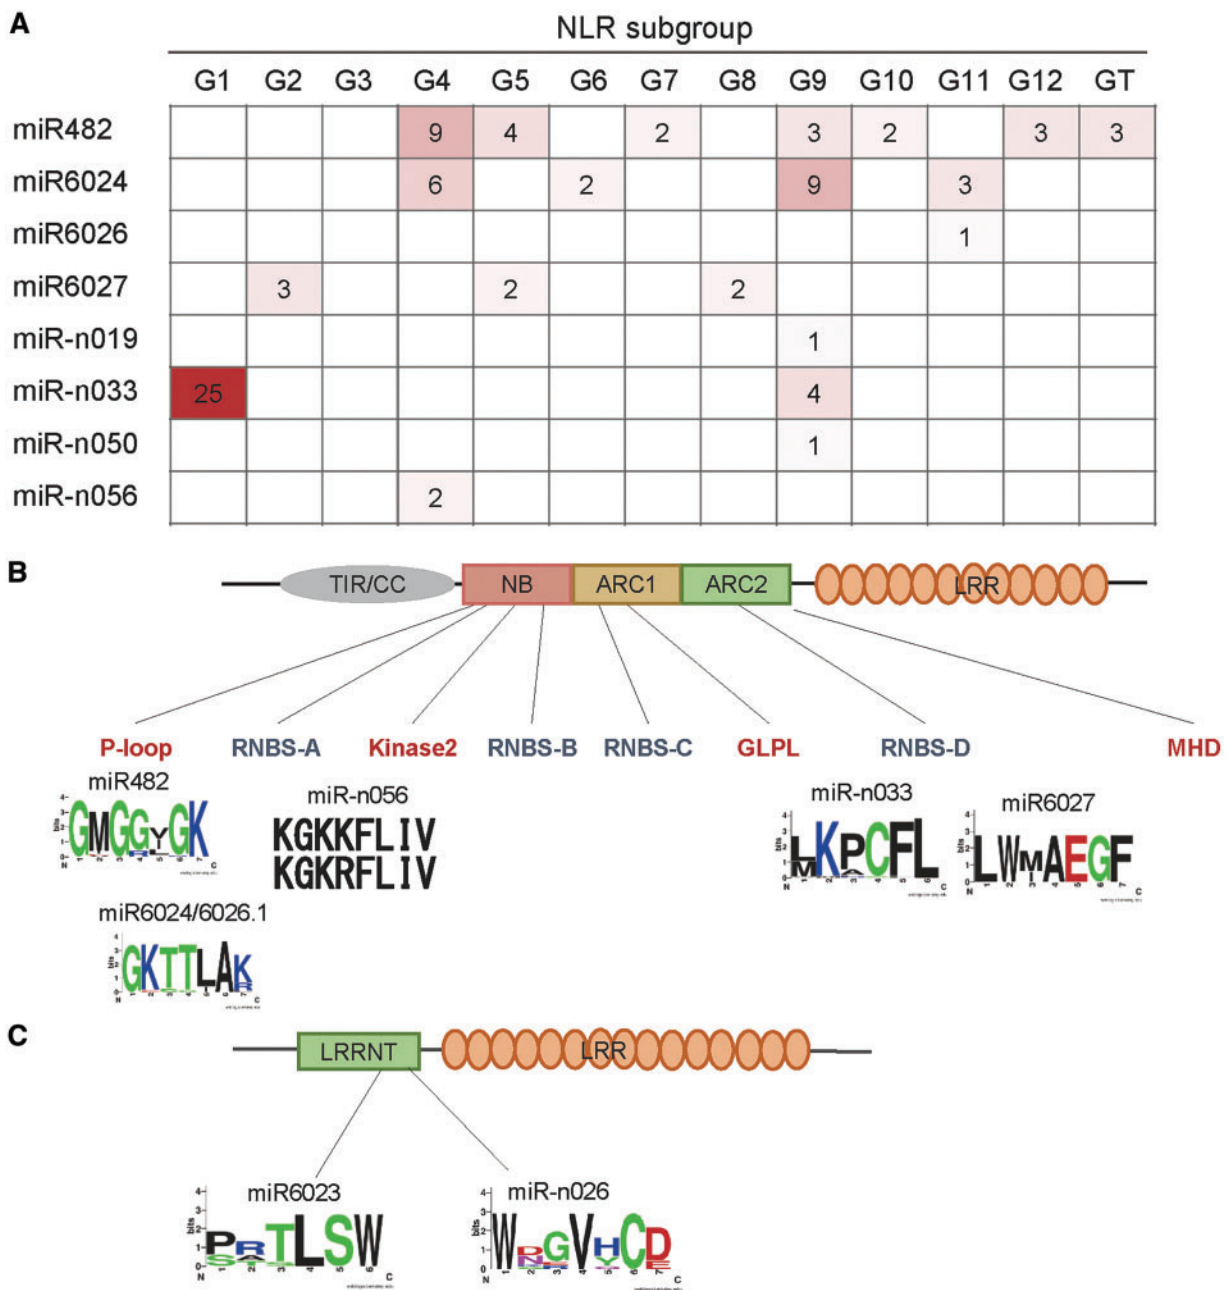 A
NLR subgroup
G1 G2 G3 G4 G5 G6 G7 G8 G9 G10 G11 G12 GT
miR482 9 4 2 3 2 3 3
miR6024 6 2 9 3
miR6026 1
miR6027 3 2 2
miR-n019 1
miR-n033 25 4
miR-n050 1
miR-n056 2
B
TIR/CC NB ARC1 ARC2 LRR
P-loop RNBS-A Kinase2 RNBS-B RNBS-C GLPL RNBS-D MHD
miR482
miR-n056
KGKKFLIV
KGKRFLIV
miR-n033
miR6027
GMGGYGK
LKPCFL
LWMAEGF
miR6024/6026.1
GKTTLAK
C
LRRNT LRR
miR6023
miR-n026
PRTLSW
WDGVHCD